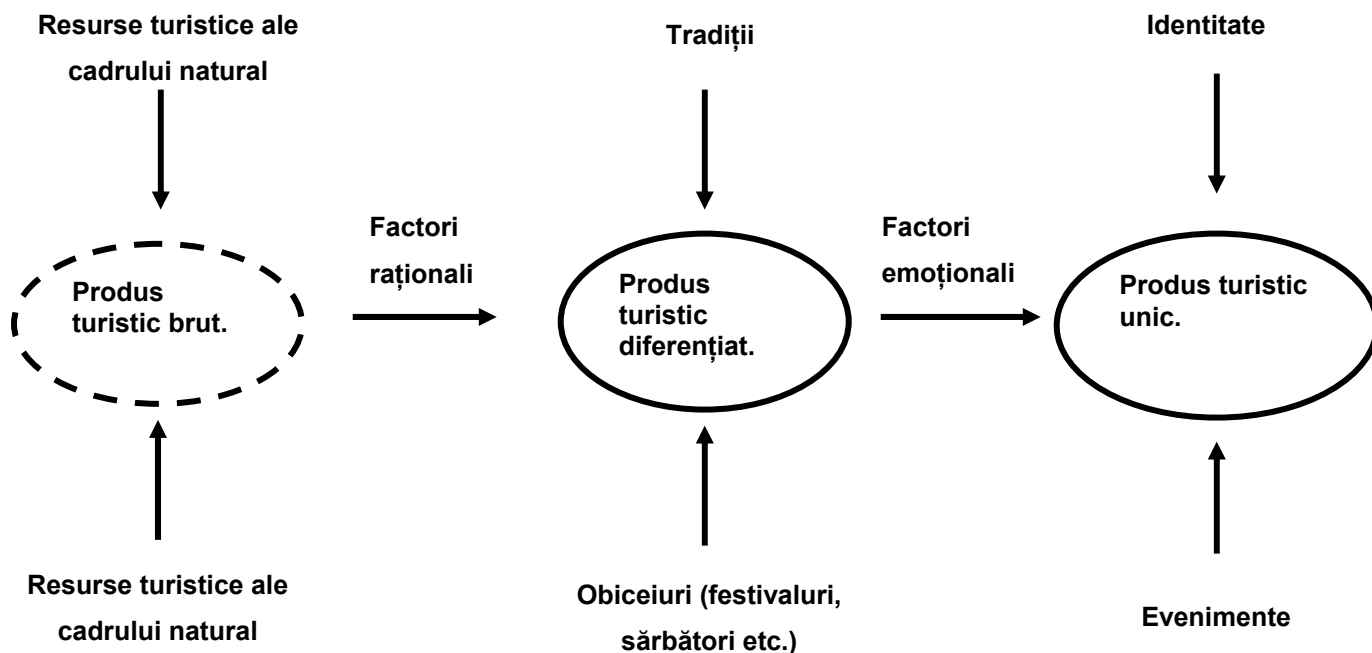 Resurse turistice ale
cadrului natural
Tradiții
Identitate
Factori
raționali
Factori
emoționali
Produs
turistic brut.
Produs
turistic
diferențiat.
Produs turistic
unic.
Resurse turistice ale
cadrului natural
Obiceiuri (festivaluri,
sărbători etc.)
Evenimente